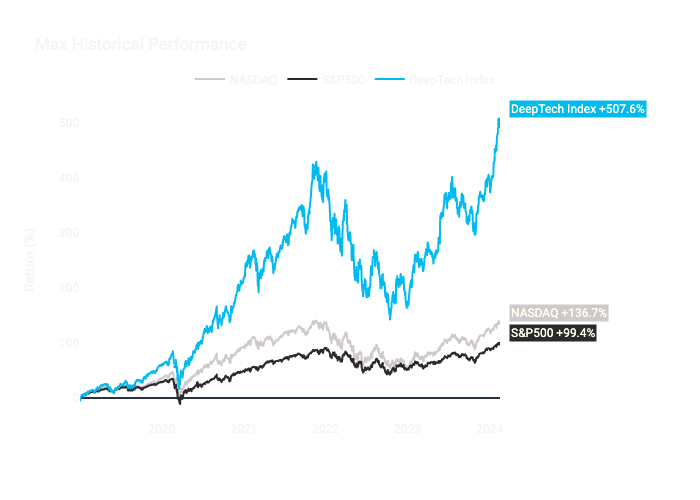 Max Historical Performance
NASDAQ S&P500 DeepTech Index
DeepTech Index +507.6%
500
400
300
Return (%)
200
NASDAQ +136.7%
S&P500 +99.4%
100
2020 2021 2022 2023 2024